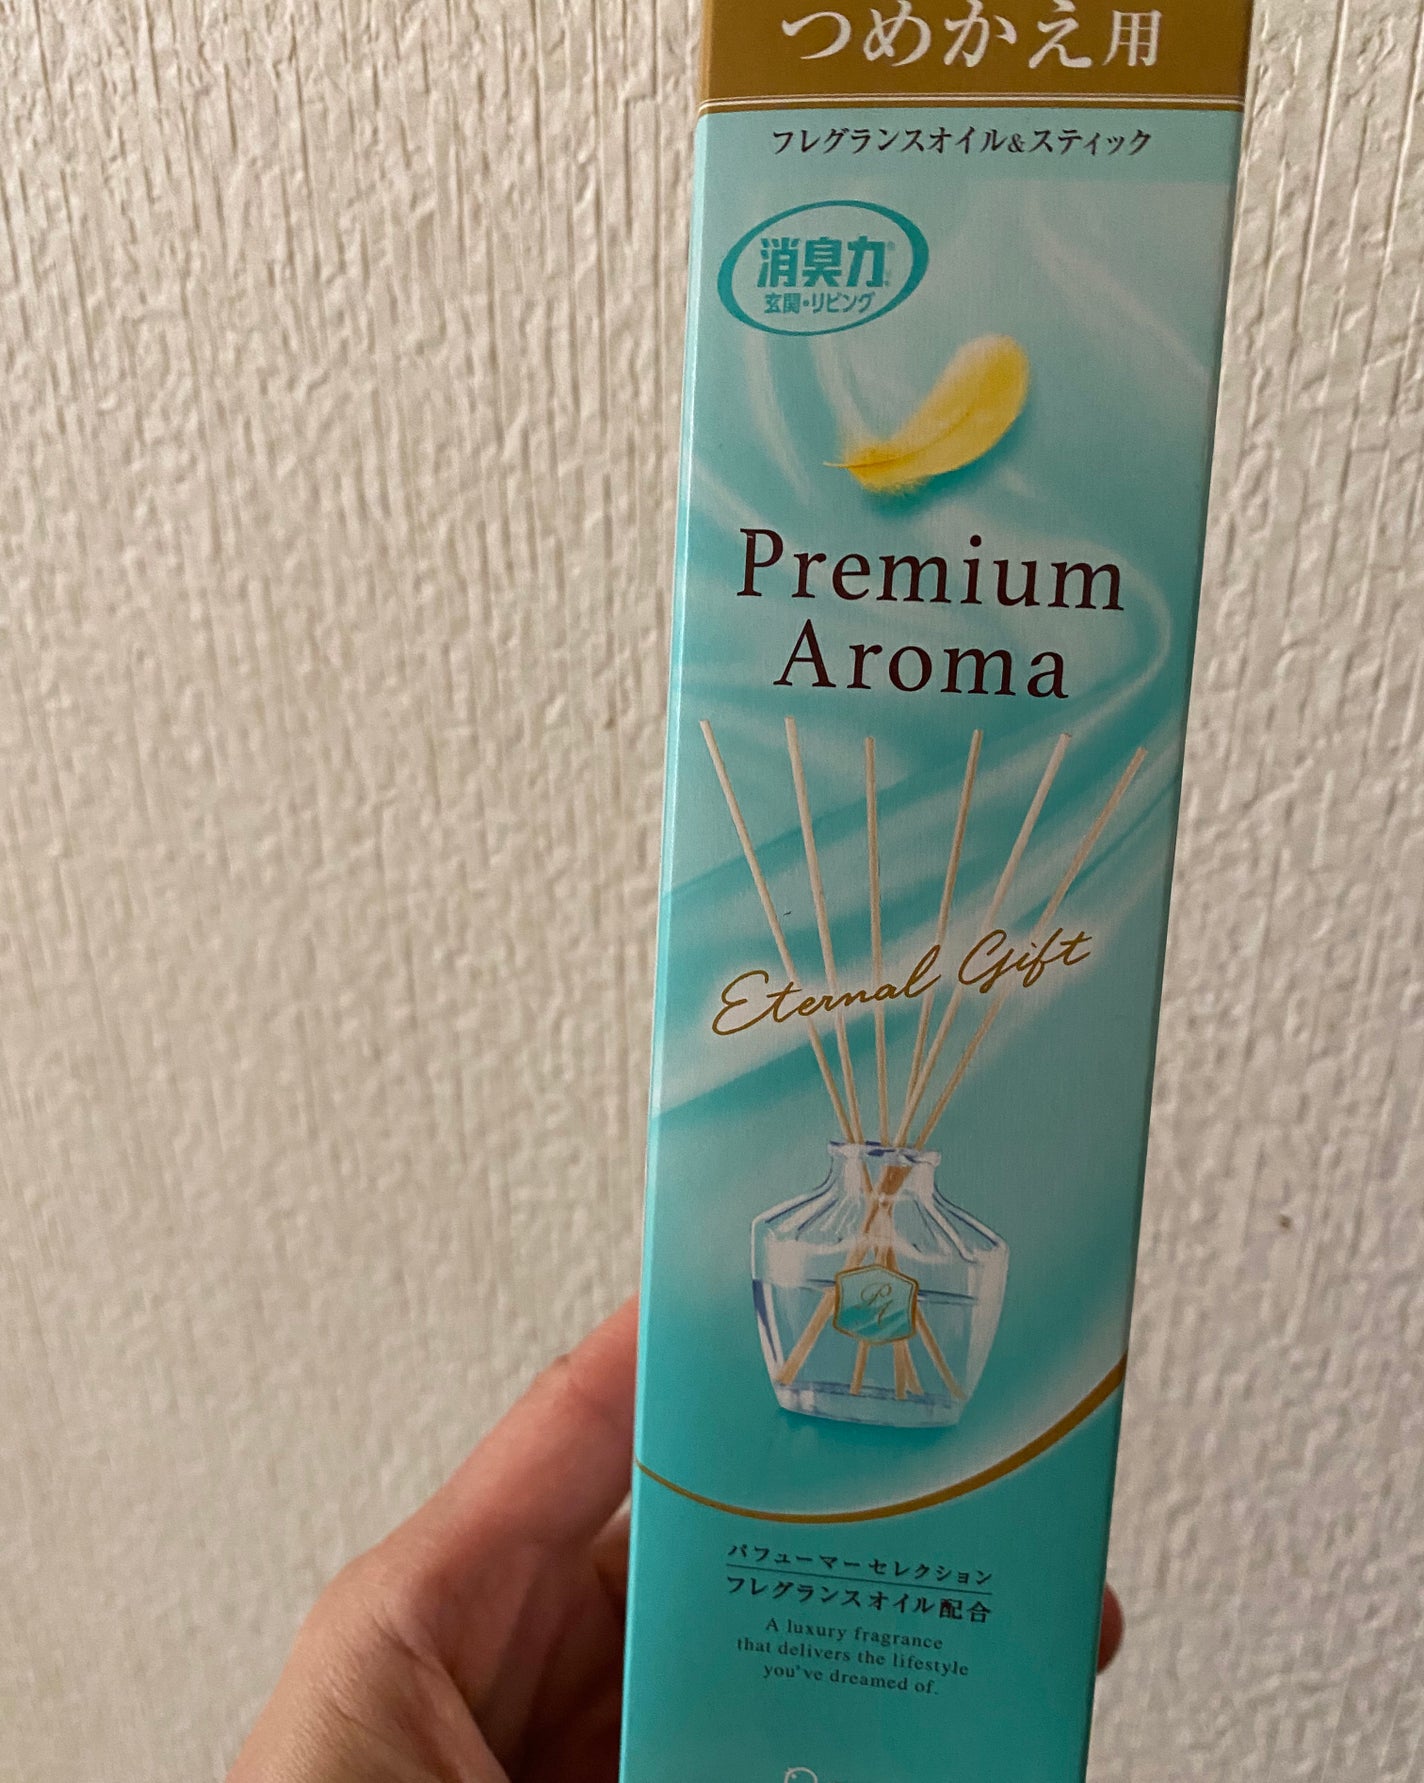 つめかえ用
フレグランスオイル&スティック
消臭力®
玄関・リビング
Premium
Aroma
Eternal Gift
PA
パフューマーセレクション
フレグランスオイル配合
A luxury fragrance
that delivers the lifestyle
you've dreamed of.